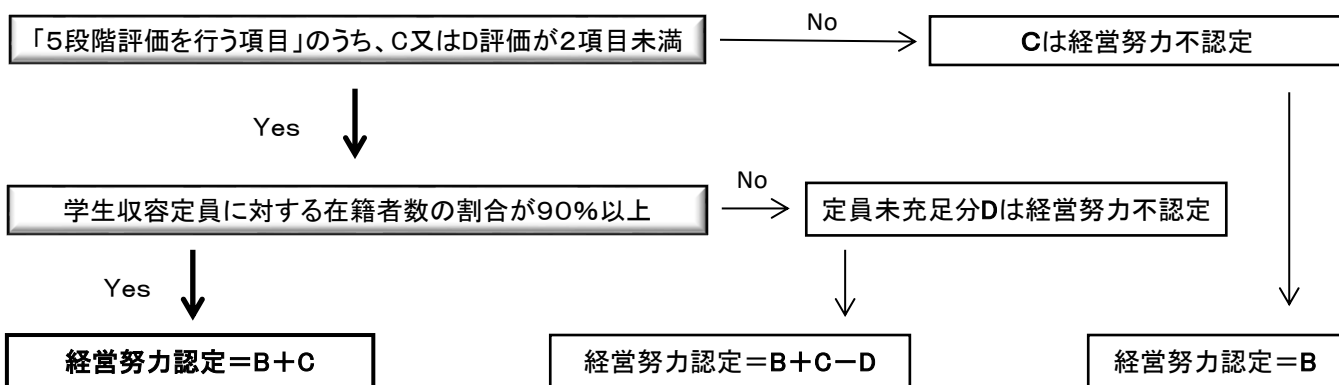 「５段階評価を行う項目」のうち、C又はD評価が２項目未満
No
Cは経営努力不認定
Yes
学生収容定員に対する在籍者数の割合が９０％以上
No
定員未充足分Dは経営努力不認定
Yes
経営努力認定＝B＋C
経営努力認定＝B＋C－D
経営努力認定＝B